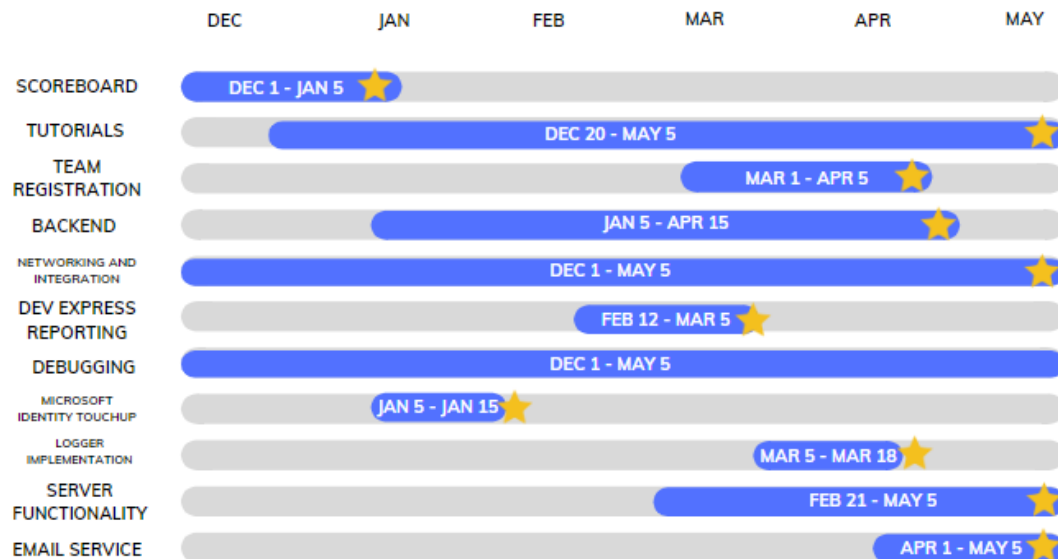 DEC JAN FEB MAR APR MAY
SCOREBOARD DEC 1 - JAN 5
TUTORIALS DEC 20 - MAY 5
TEAM
REGISTRATION MAR 1 - APR 5
BACKEND JAN 5 - APR 15
NETWORKING AND
INTEGRATION DEC 1 - MAY 5
DEV EXPRESS
REPORTING FEB 12 - MAR 5
DEBUGGING DEC 1 - MAY 5
MICROSOFT
IDENTITY TOUCHUP JAN 5 - JAN 15
LOGGER
IMPLEMENTATION MAR 5 - MAR 18
SERVER
FUNCTIONALITY FEB 21 - MAY 5
EMAIL SERVICE APR 1 - MAY 5